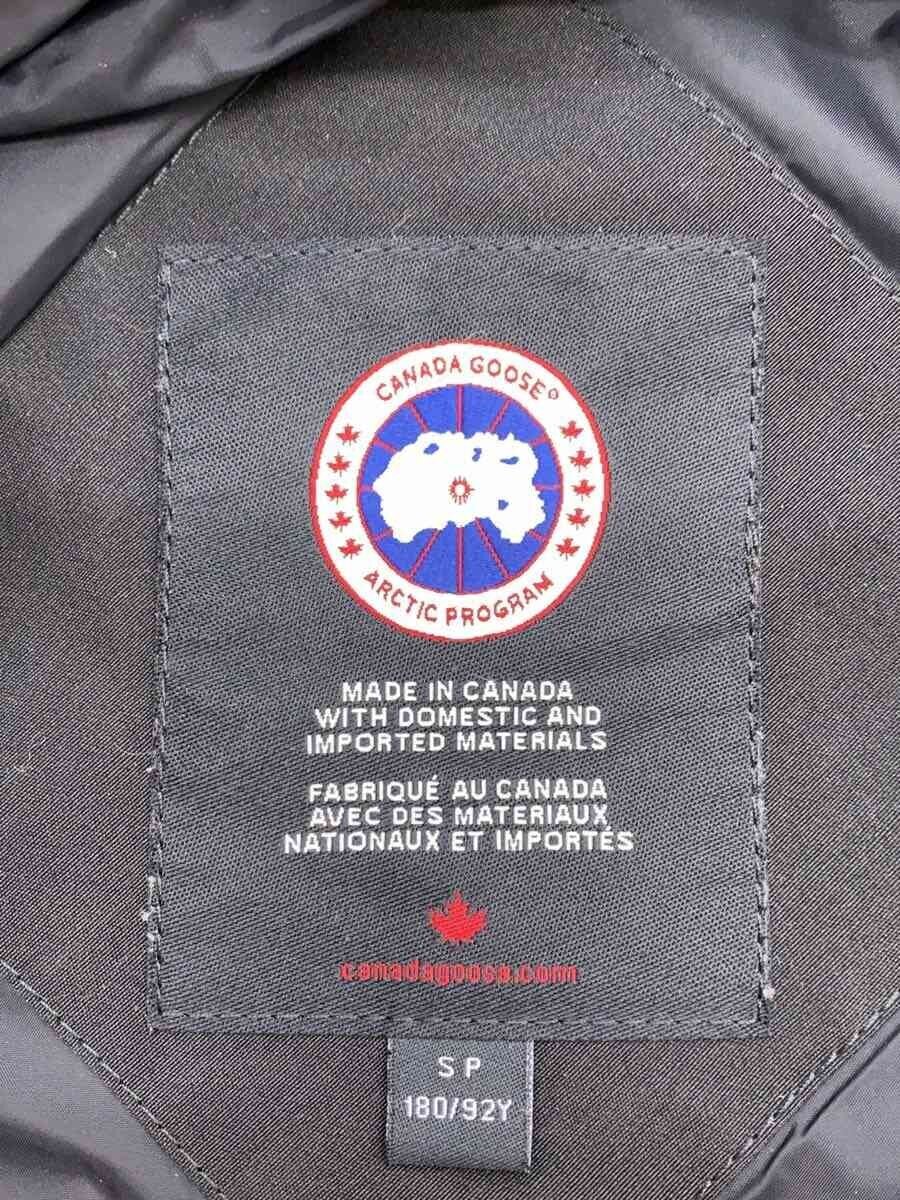 CANADA GOOSE®
ARCTIC PROGRAM
MADE IN CANADA
WITH DOMESTIC AND
IMPORTED MATERIALS
FABRIQUÉ AU CANADA
AVEC DES MATERIAUX
NATIONAUX ET IMPORTÉS
canadagoose.com
S P
180/92Y